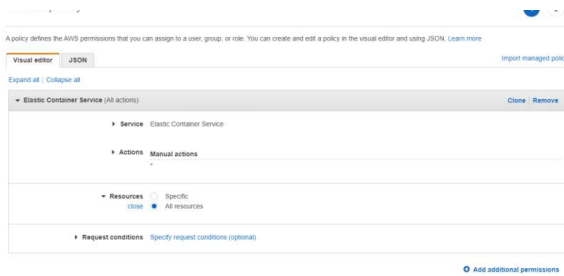 A policy defines the AWS permissions that you can assign to a user, group, or role. You can create and edit a policy in the visual editor and using JSON. Learn more
Visual editor JSON
Import managed polic
Expand all | Collapse all
Elastic Container Service (All actions) Clone | Remove
Service Elastic Container Service
Actions Manual actions
*
Resources Specific
close All resources
Request conditions Specify request conditions (optional)
Add additional permissions